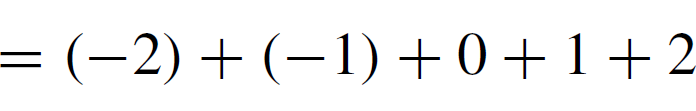 = (−2) + (−1) + 0 + 1 + 2